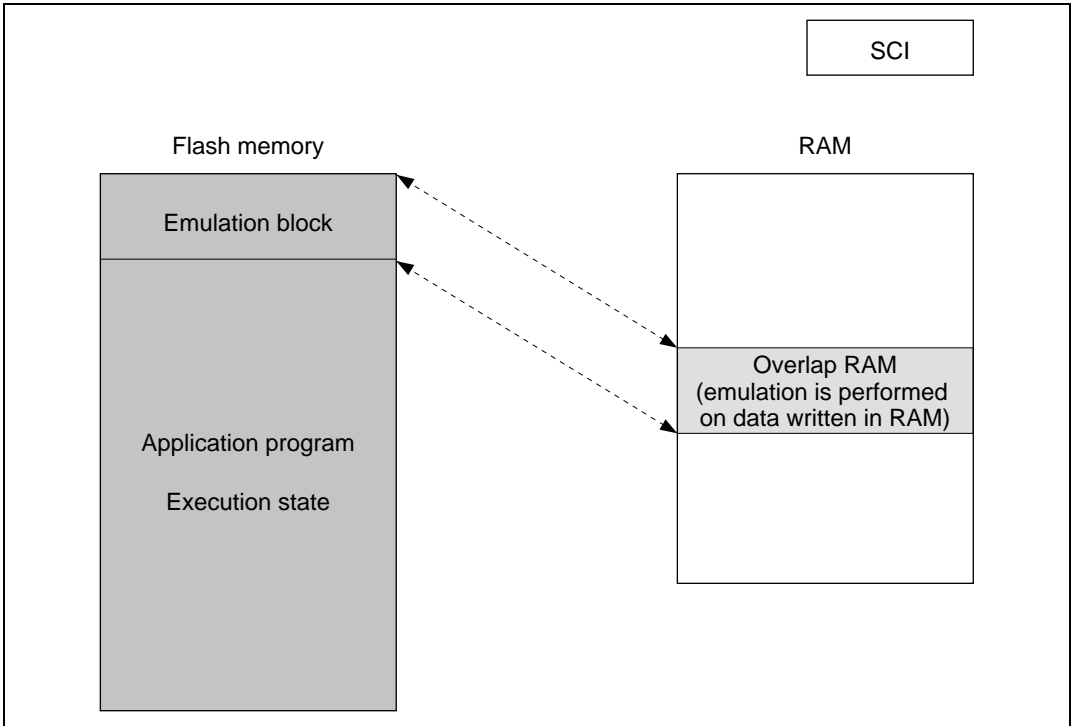 SCI
Flash memory
RAM
Emulation block
Overlap RAM
(emulation is performed
on data written in RAM)
Application program
Execution state